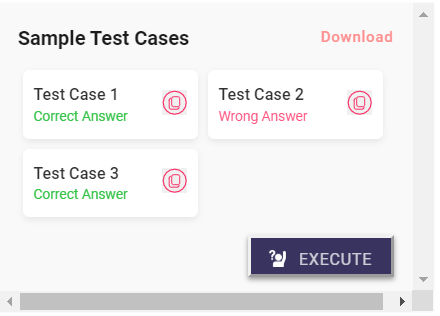 Sample Test Cases
Download
Test Case 1
Correct Answer
Test Case 2
Wrong Answer
Test Case 3
Correct Answer
EXECUTE